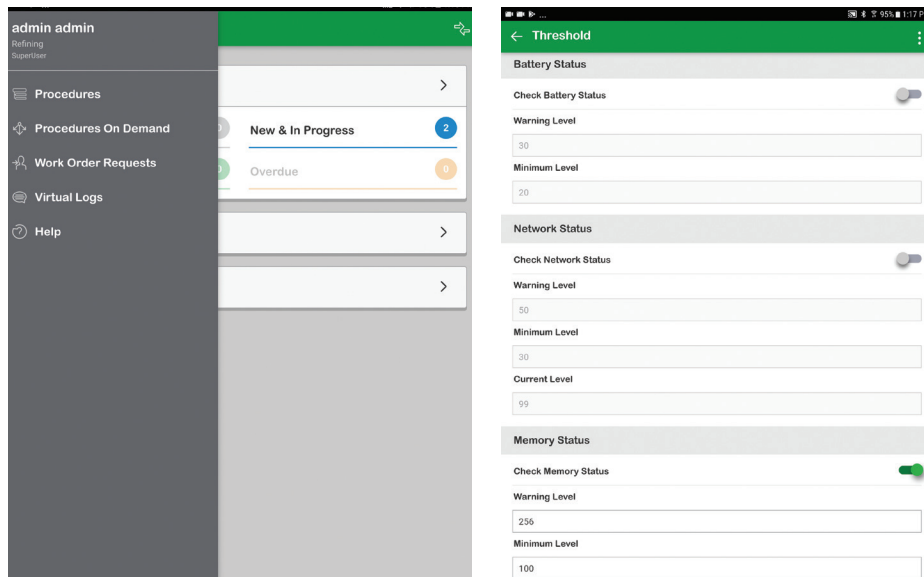 admin admin
Refining
SuperUser
Procedures
Procedures On Demand
Work Order Requests
Virtual Logs
Help
New & In Progress
2
Overdue
0
95% 1:17 P
Threshold
Battery Status
Check Battery Status
Warning Level
30
Minimum Level
20
Network Status
Check Network Status
Warning Level
50
Minimum Level
30
Current Level
99
Memory Status
Check Memory Status
Warning Level
256
Minimum Level
100